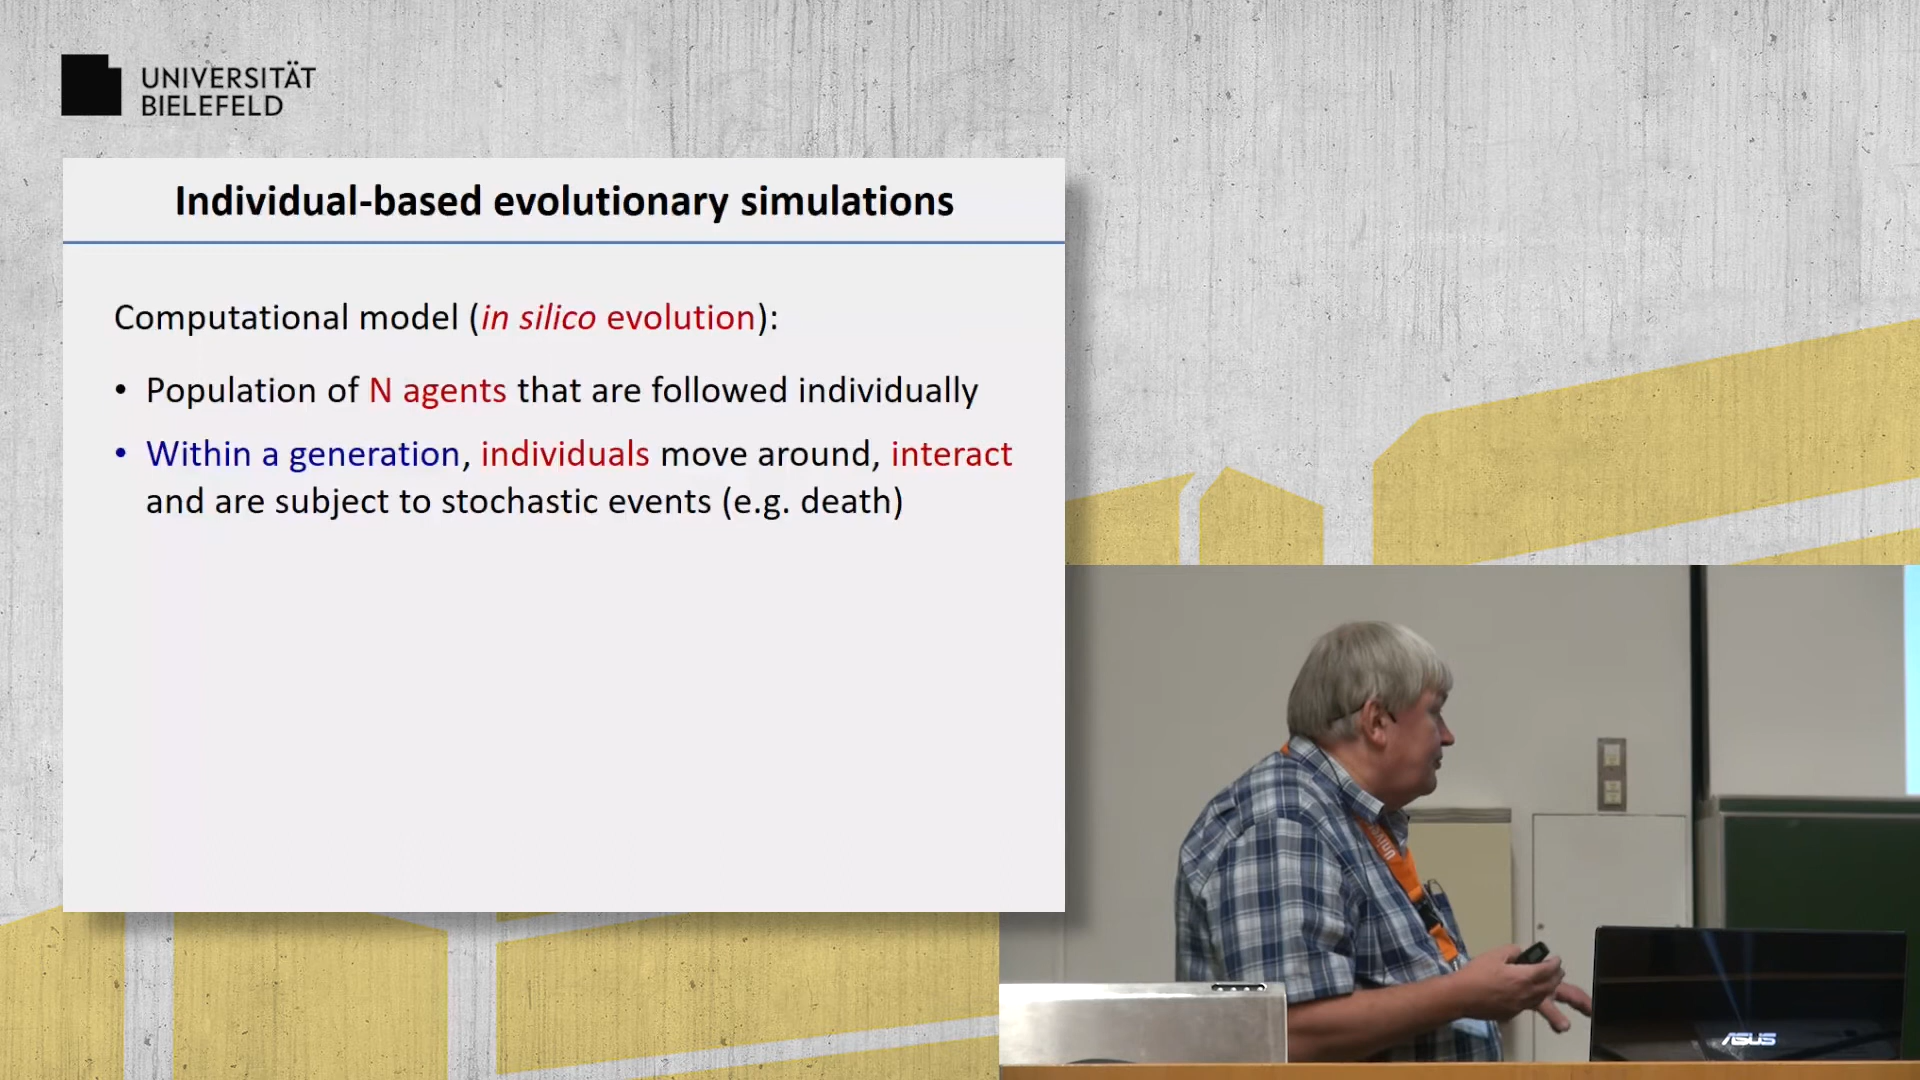 UNIVERSITÄT
BIELEFELD
Individual-based evolutionary simulations
Computational model (in silico evolution):
• Population of N agents that are followed individually
• Within a generation, individuals move around, interact
and are subject to stochastic events (e.g. death)
Unive
ASUS